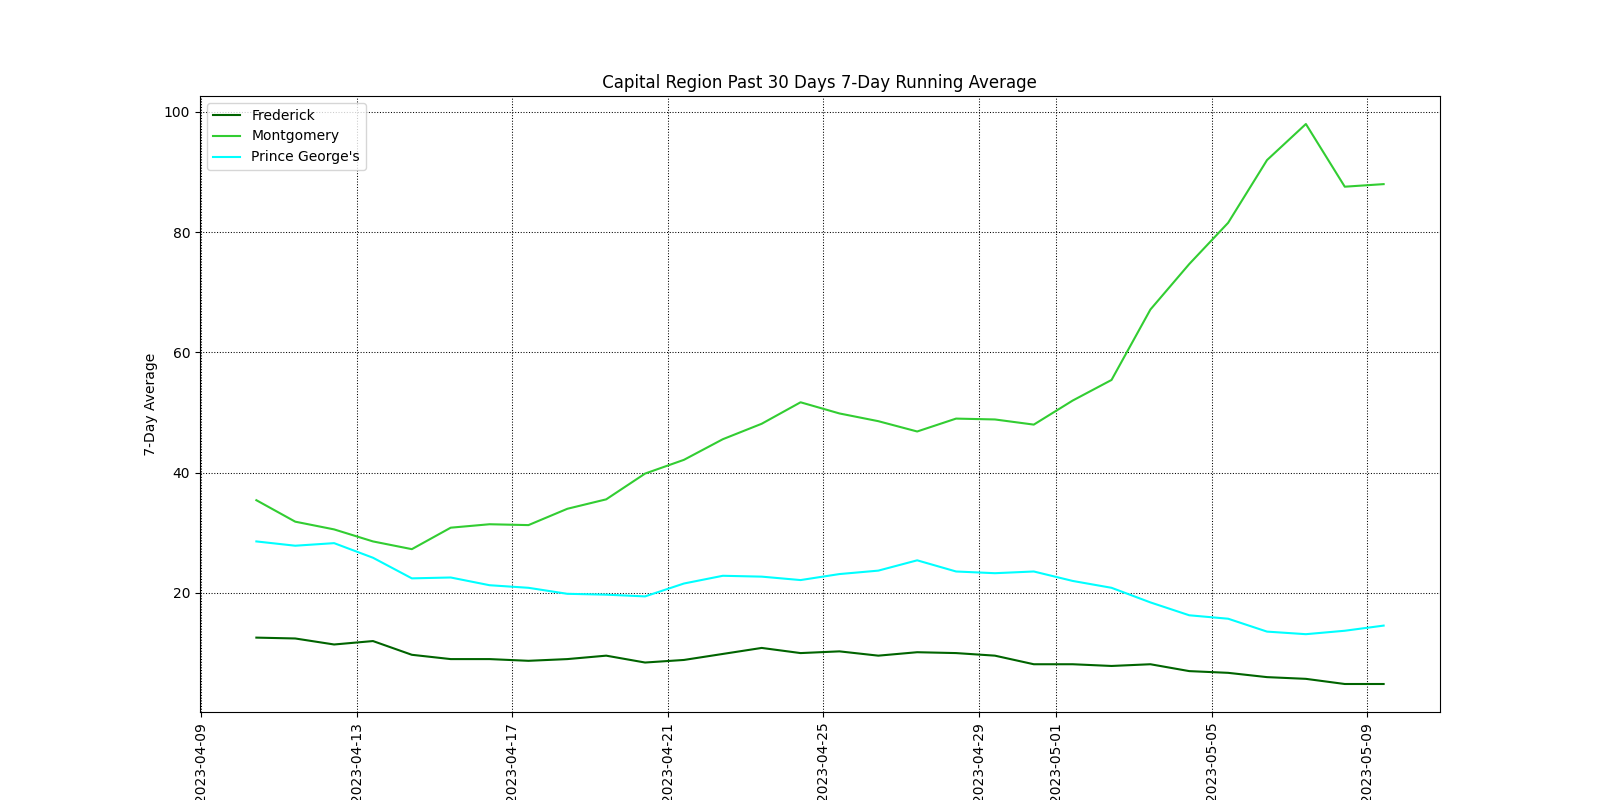 Capital Region Past 30 Days 7-Day Running Average
Frederick
Montgomery
Prince George's
7-Day Average
100
80
60
40
20
2023-04-09
2023-04-13
2023-04-17
2023-04-21
2023-04-25
2023-04-29
2023-05-01
2023-05-05
2023-05-09